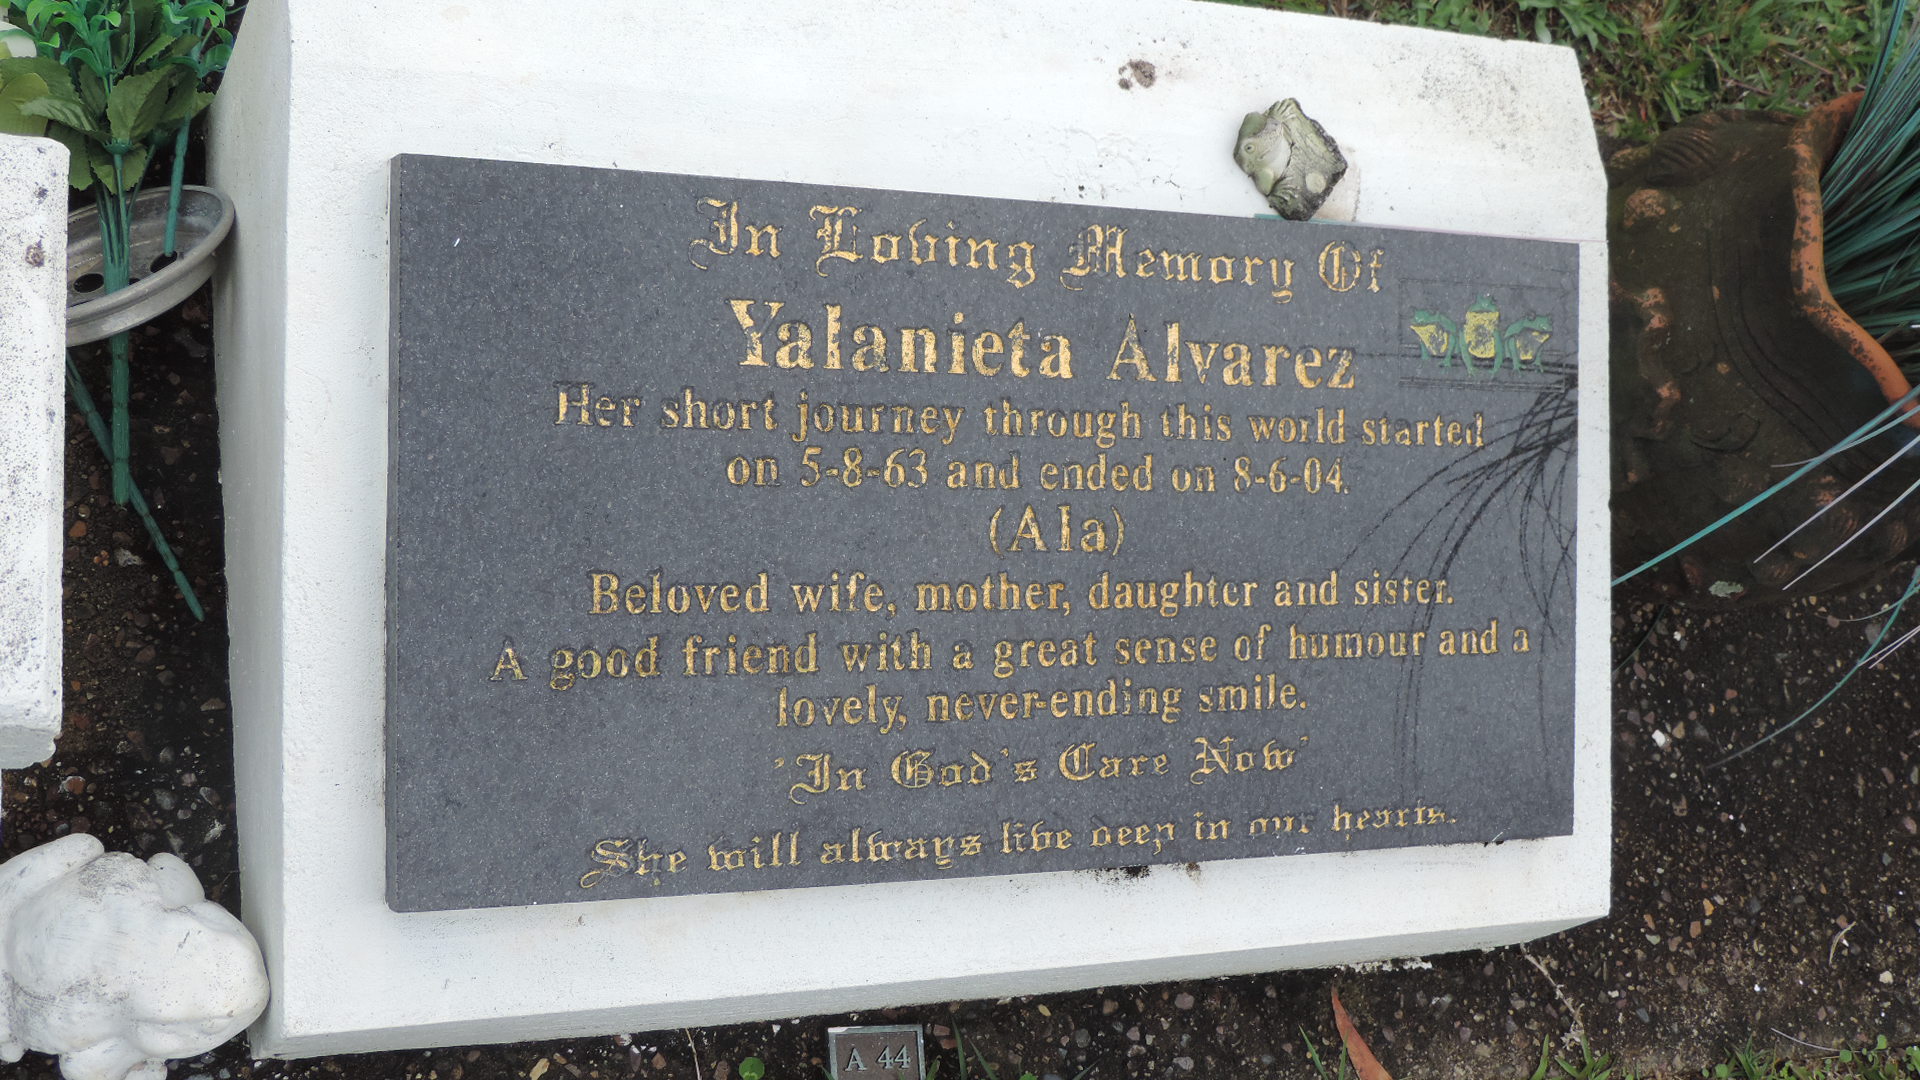 In Loving Memory Of
Yalanieta Alvarez
Her short journey through this world started
on 5-8-63 and ended on 8-6-04.
(Ala)
Beloved wife, mother, daughter and sister.
A good friend with a great sense of humour and a
lovely, never-ending smile.
'In God's Care Now'
She will always live deep in our hearts.
A 44